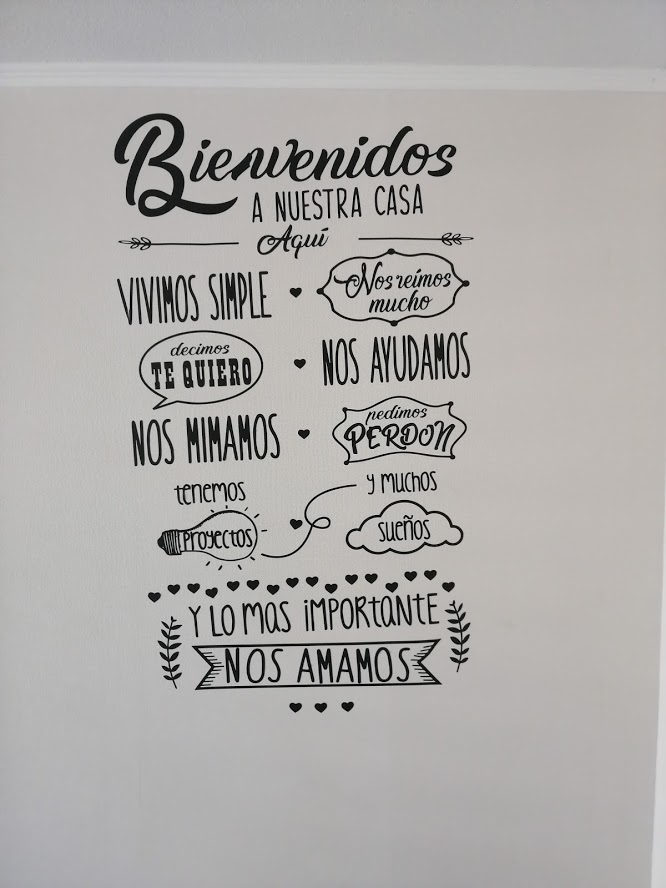 Bienvenidos
A NUESTRA CASA
Aquí
VIVIMOS SIMPLE
Nos reímos
mucho
decimos
TE QUIERO
NOS AYUDAMOS
NOS MIMAMOS
pedimos
PERDON
tenemos
proyectos
y muchos
sueños
Y LO mas impoRtaNtE
NOS AMAMOS